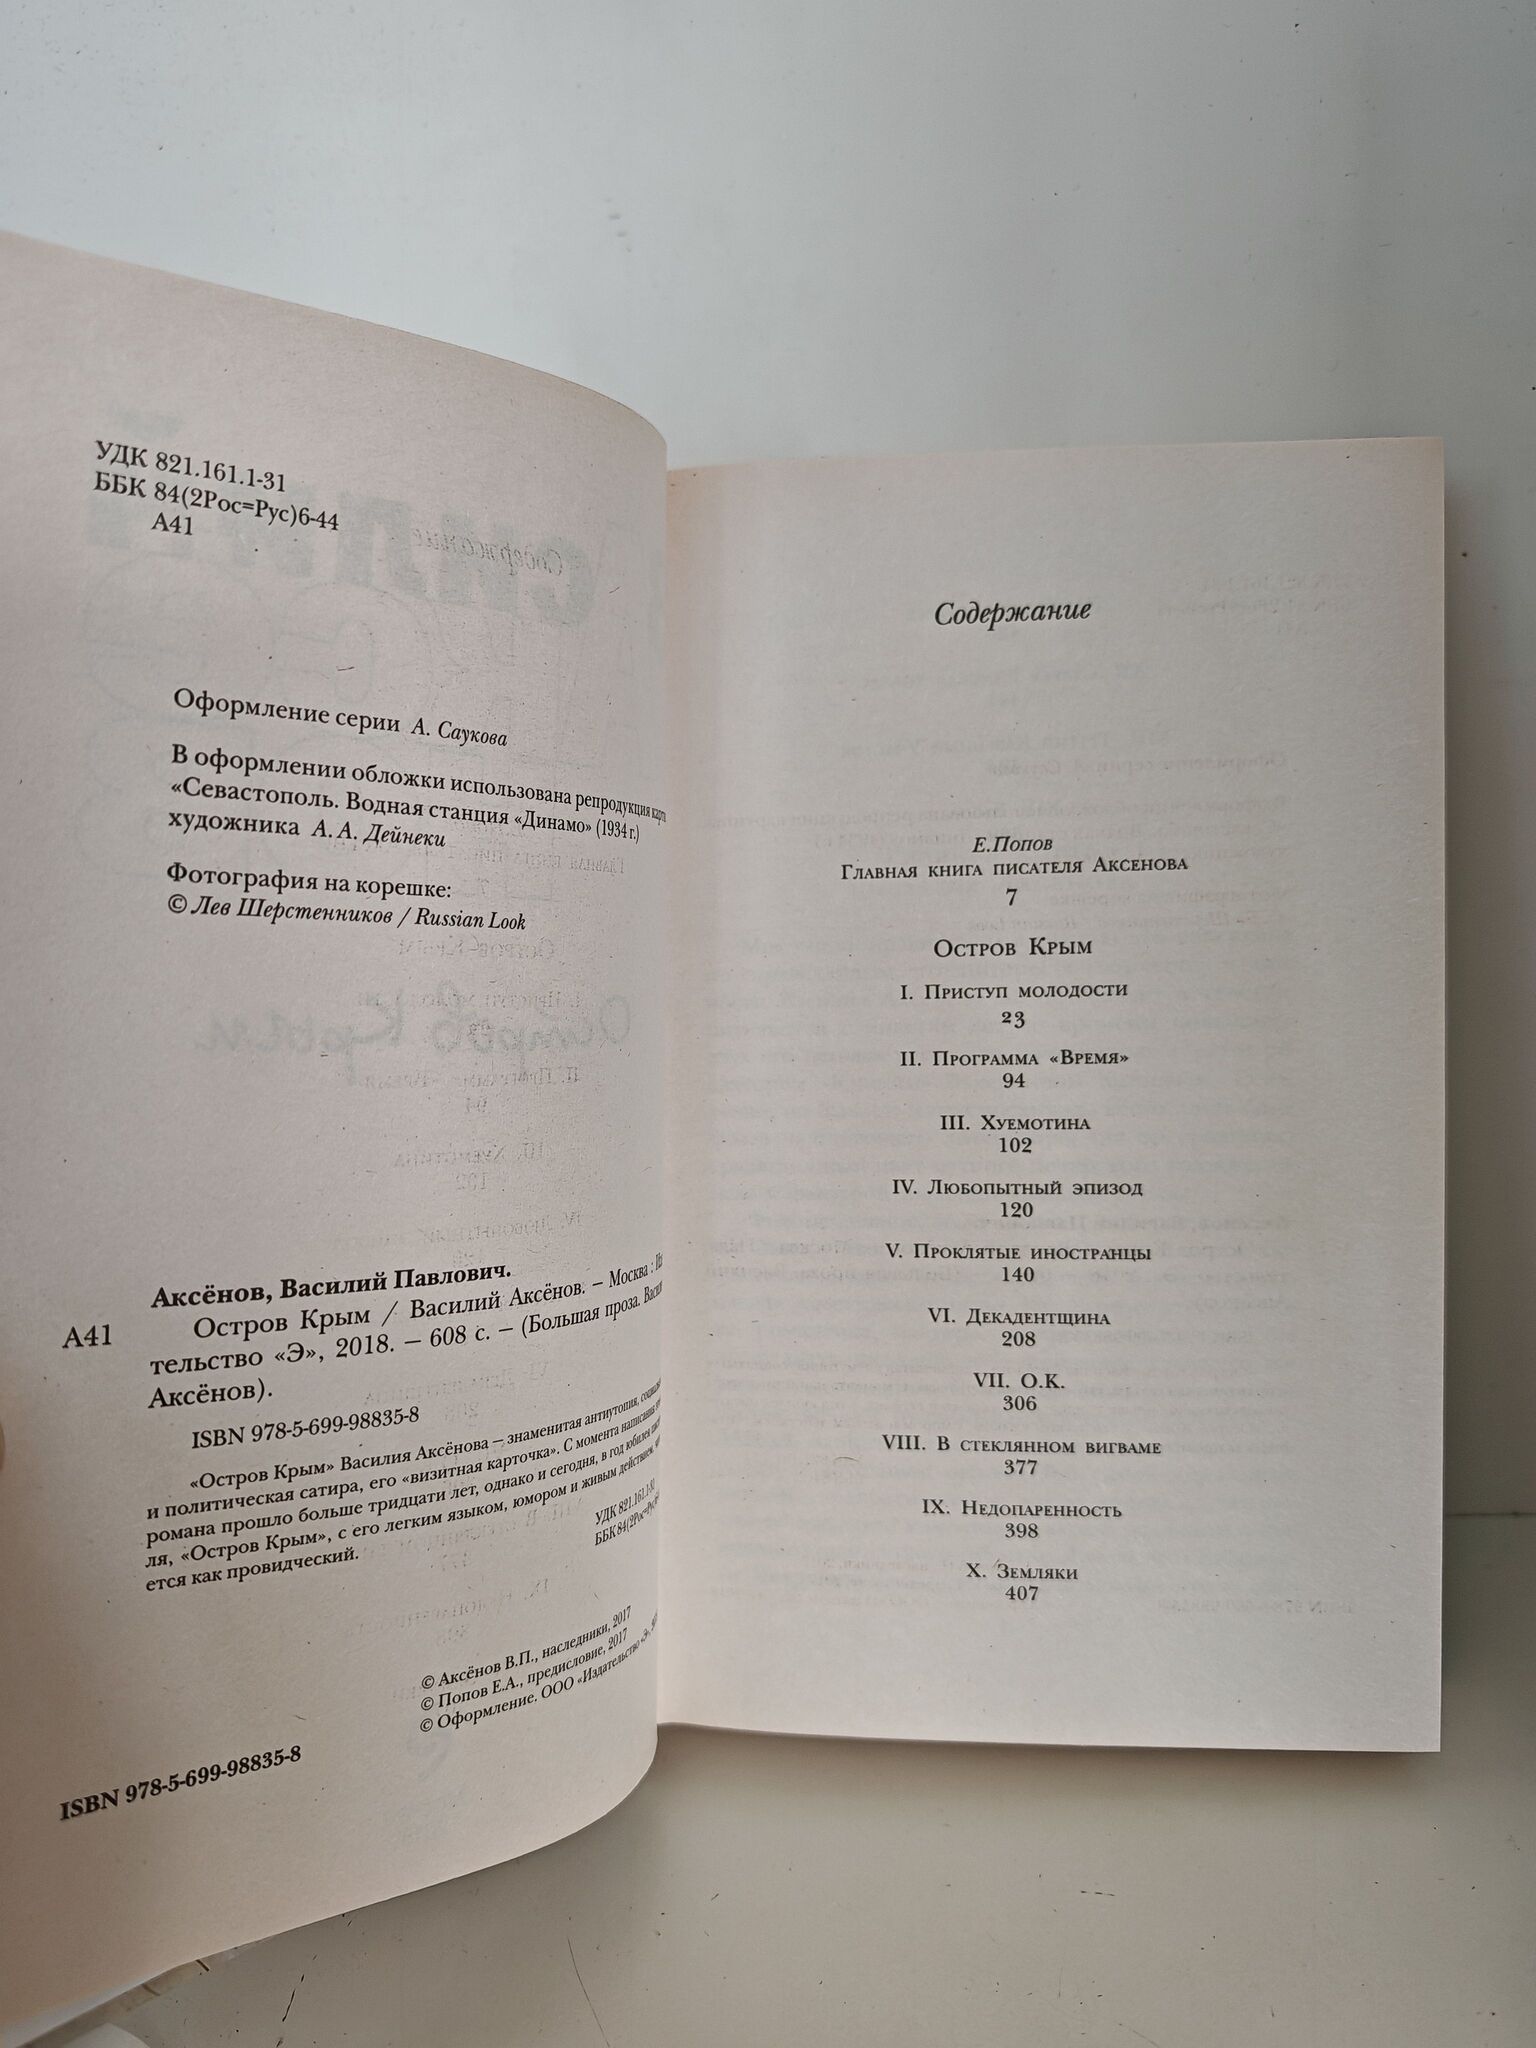 УДК 821.161.1-31
ББК 84(2Рос=Рус)6-44
А41
Оформление серии А. Саукова
В оформлении обложки использована репродукция
«Севастополь. Водная станция «Динамо» (1934 г.)
художника А. А. Дейнеки
Фотография на корешке:
© Лев Шерстенников / Russian Look
Аксёнов, Василий Павлович.
А41 Остров Крым / Василий Аксёнов. – Москва :
тельство «Э», 2018. – 608 с. – (Большая проза.
Аксёнов).
ISBN 978-5-699-98835-8
«Остров Крым» Василия Аксёнова – знаменитая антиутопия,
и политическая сатира, его «визитная карточка». С момента написания
романа прошло больше тридцати лет, однако и сегодня, в год юбилея
ля, «Остров Крым», с его легким языком, юмором и живым действием,
ется как провидческий.
УДК 821.161.1-31
ББК 84(2Рос=Рус)
© Аксёнов В.П., наследники, 2017
© Попов Е.А., предисловие, 2017
© Оформление. ООО «Издательство «Э»,
ISBN 978-5-699-98835-8
Содержание
Е.Попов
Главная книга писателя Аксенова
7
Остров Крым
I. Приступ молодости
23
II. Программа «Время»
94
III. Хуемотина
102
IV. Любопытный эпизод
120
V. Проклятые иностранцы
140
VI. Декадентщина
208
VII. О.К.
306
VIII. В стеклянном вигваме
377
IX. Недопаренность
398
X. Земляки
407